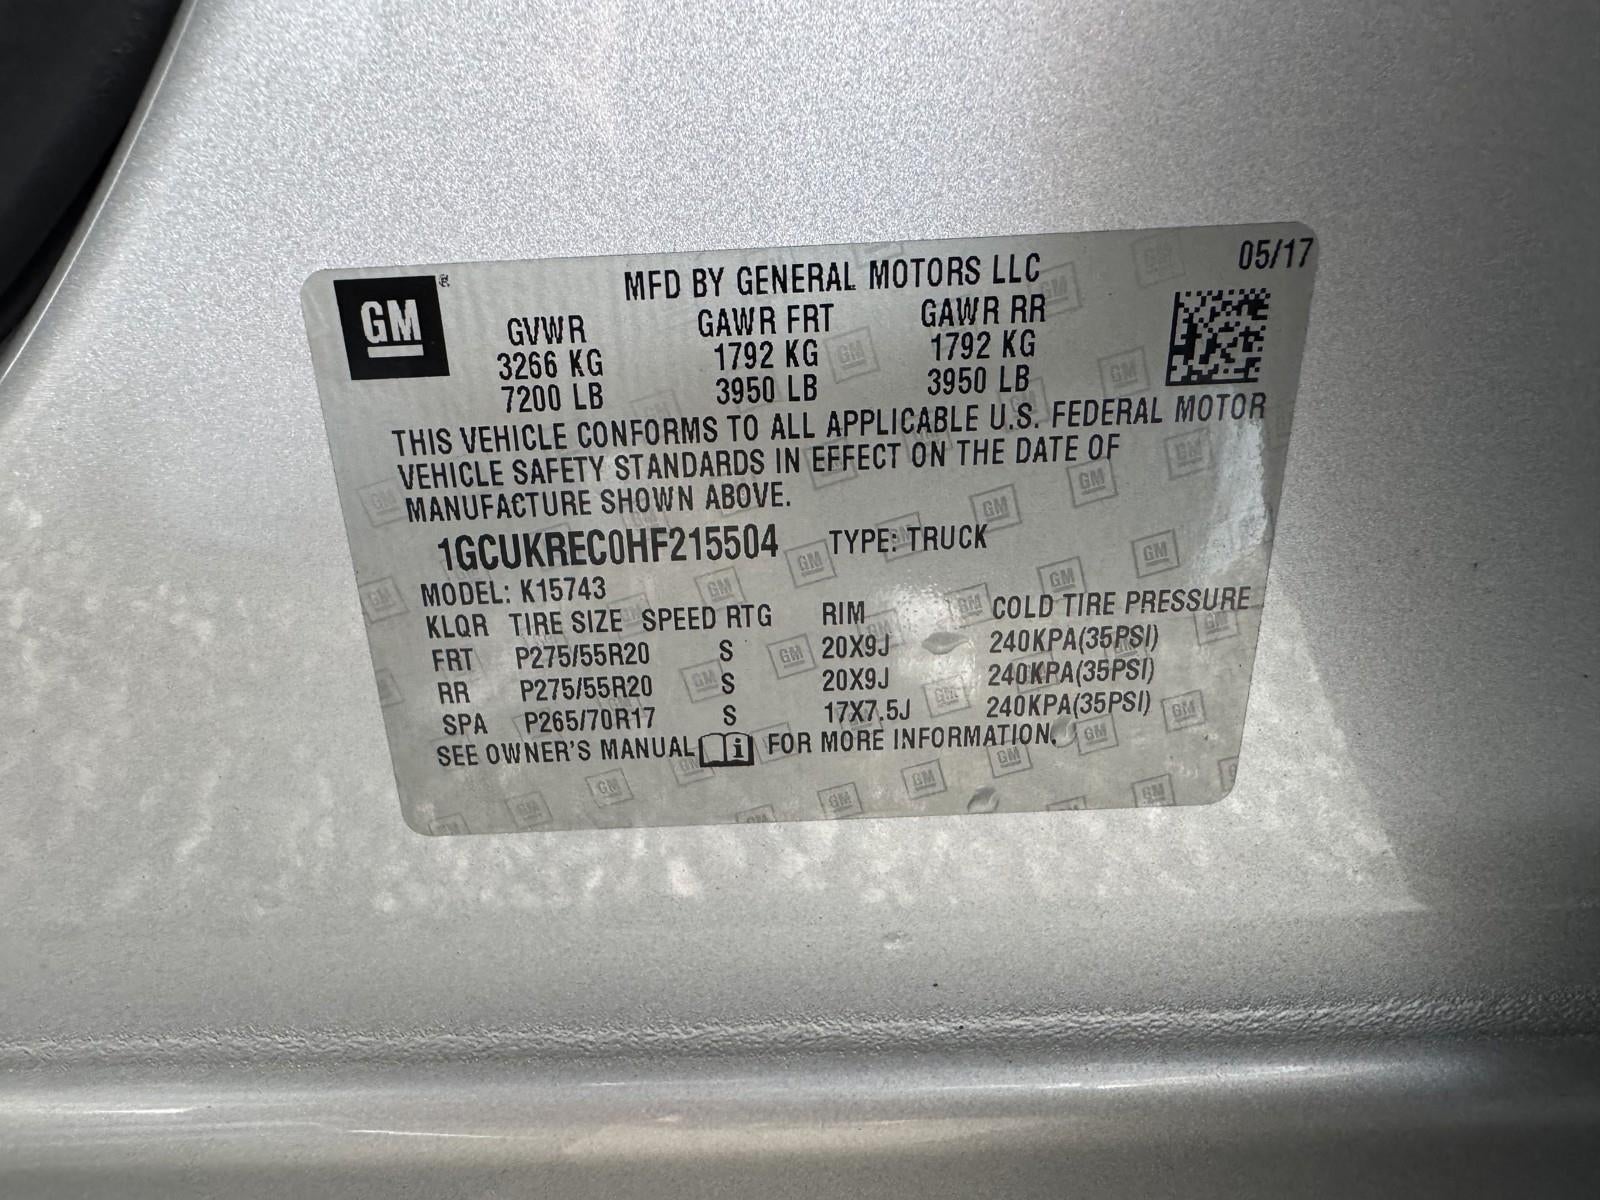 GM ®
MFD BY GENERAL MOTORS LLC 05/17
GVWR GAWR FRT GAWR RR
3266 KG 1792 KG 1792 KG
7200 LB 3950 LB 3950 LB
THIS VEHICLE CONFORMS TO ALL APPLICABLE U.S. FEDERAL MOTOR
VEHICLE SAFETY STANDARDS IN EFFECT ON THE DATE OF
MANUFACTURE SHOWN ABOVE.
1GCUKREC0HF215504 TYPE: TRUCK
MODEL: K15743
KLQR TIRE SIZE SPEED RTG RIM COLD TIRE PRESSURE
FRT P275/55R20 S 20X9J 240KPA(35PSI)
RR P275/55R20 S 20X9J 240KPA(35PSI)
SPA P265/70R17 S 17X7.5J 240KPA(35PSI)
SEE OWNER'S MANUAL i FOR MORE INFORMATION.